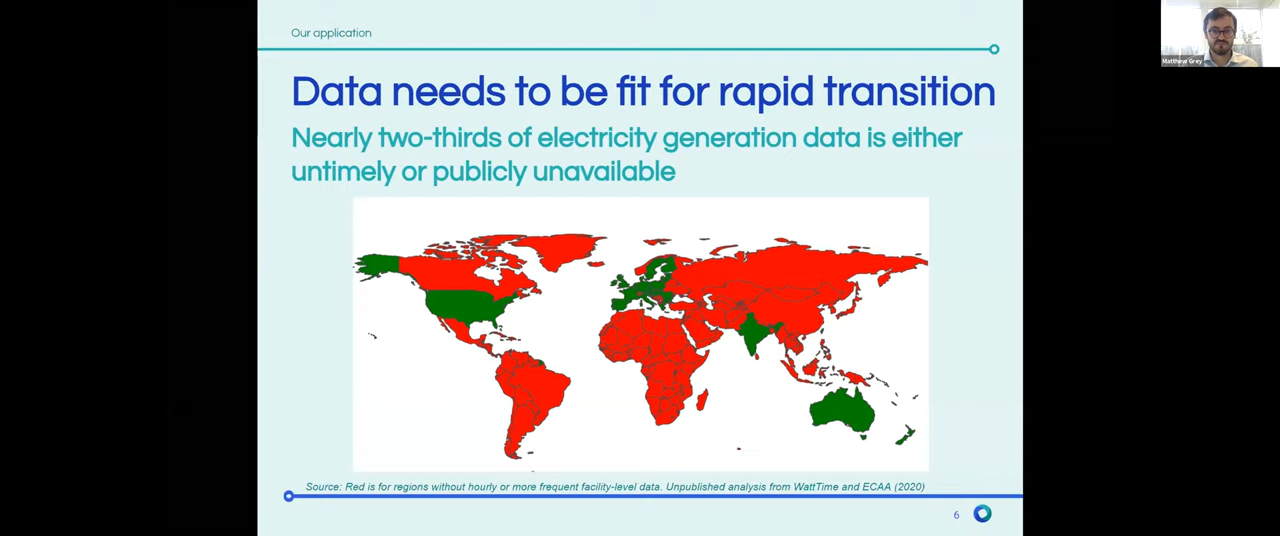 Our application
Matthew Grey
Data needs to be fit for rapid transition
Nearly two-thirds of electricity generation data is either
untimely or publicly unavailable
Source: Red is for regions without hourly or more frequent facility-level data. Unpublished analysis from WattTime and ECAA (2020)
6